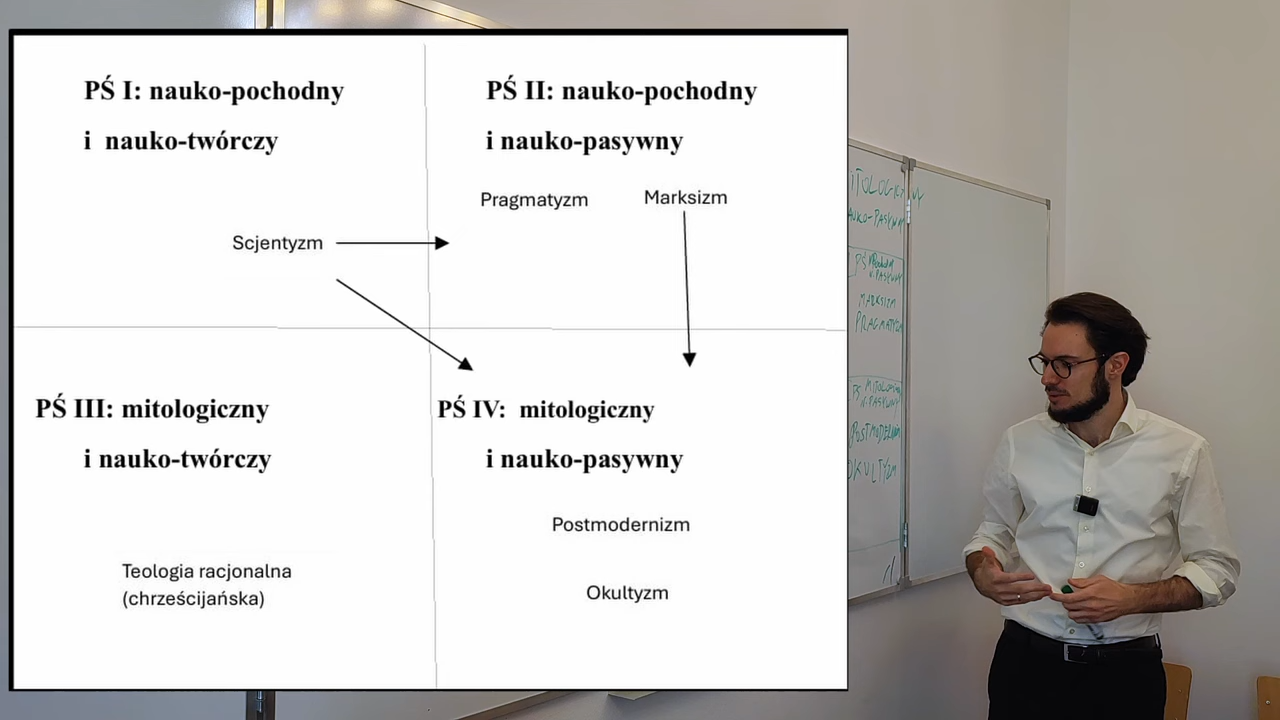 PŚ I: nauko-pochodny
i nauko-twórczy
Scjentyzm
PŚ II: nauko-pochodny
i nauko-pasywny
Pragmatyzm
Marksizm
PŚ III: mitologiczny
i nauko-twórczy
Teologia racjonalna
(chrześcijańska)
PŚ IV: mitologiczny
i nauko-pasywny
Postmodernizm
Okultyzm
MARKSIZM